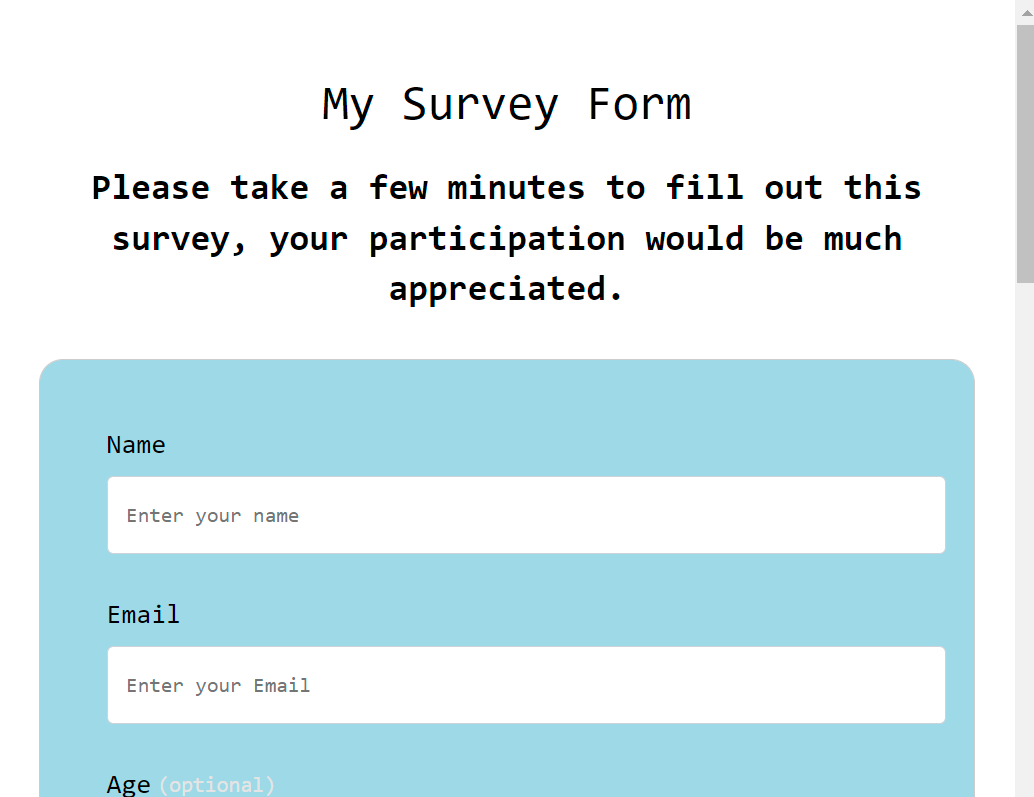 My Survey Form
Please take a few minutes to fill out this
survey, your participation would be much
appreciated.
Name
Enter your name
Email
Enter your Email
Age (optional)